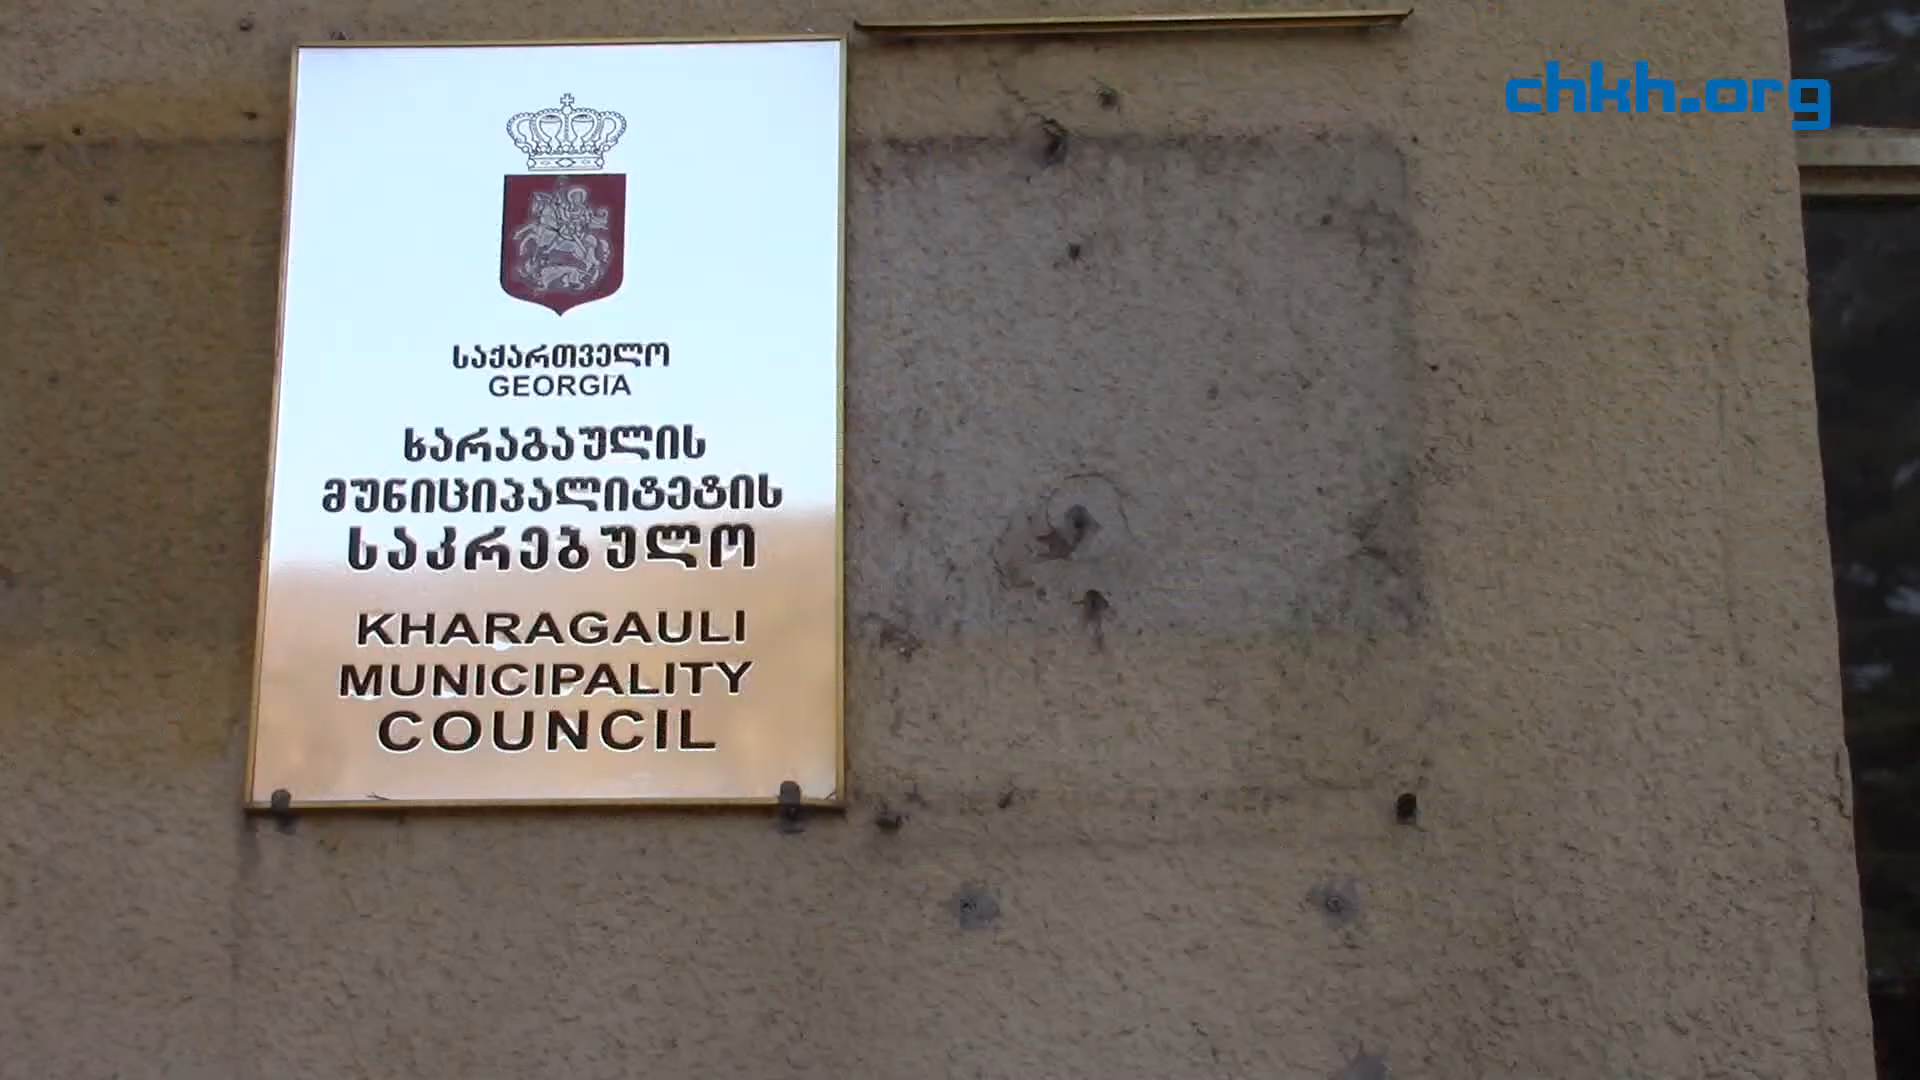 chkh.org
საქართველო
GEORGIA
ხარაგაულის
მუნიციპალიტეტის
საკრებულო
KHARAGAULI
MUNICIPALITY
COUNCIL